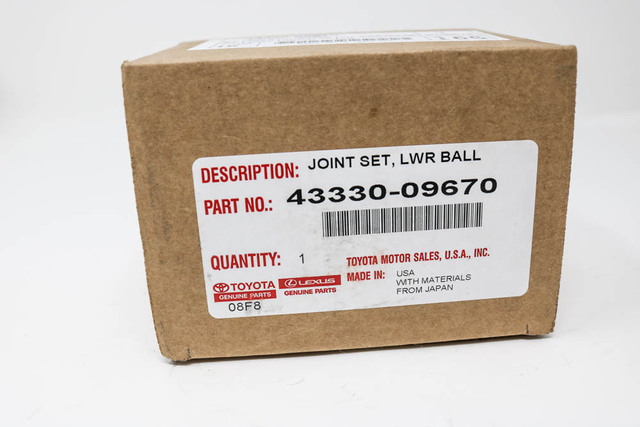 DESCRIPTION: JOINT SET, LWR BALL
PART NO.: 43330-09670
QUANTITY: 1
TOYOTA MOTOR SALES, U.S.A., INC.
TOYOTA
GENUINE PARTS
LEXUS
GENUINE PARTS
MADE IN: USA
WITH MATERIALS
FROM JAPAN
08F8